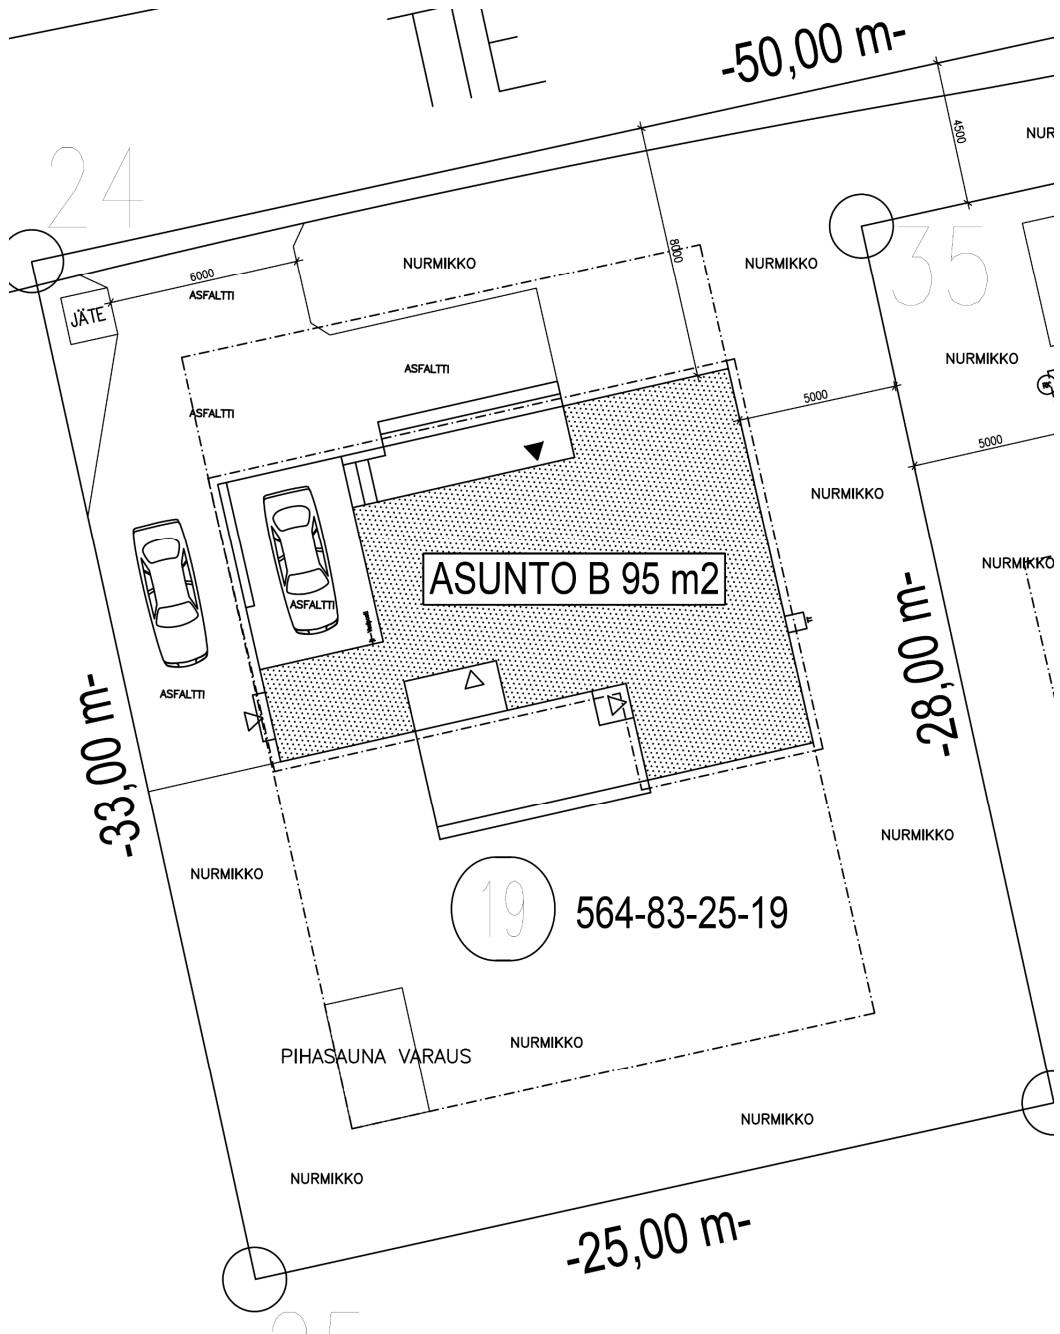 -50,00 m-
4500
NUR
24
8000
NURMIKKO
NURMIKKO
35
6000
ASFALTTI
JÄTE
NURMIKKO
ASFALTTI
ASFALTTI
5000
5000
NURMIKKO
NURMIKKO
ASUNTO B 95 m2
ASFALTTI
ASFALTTI
-33,00 m-
-28,00 m-
NURMIKKO
NURMIKKO
19
564-83-25-19
NURMIKKO
PIHASAUNA VARAUS
NURMIKKO
NURMIKKO
-25,00 m-